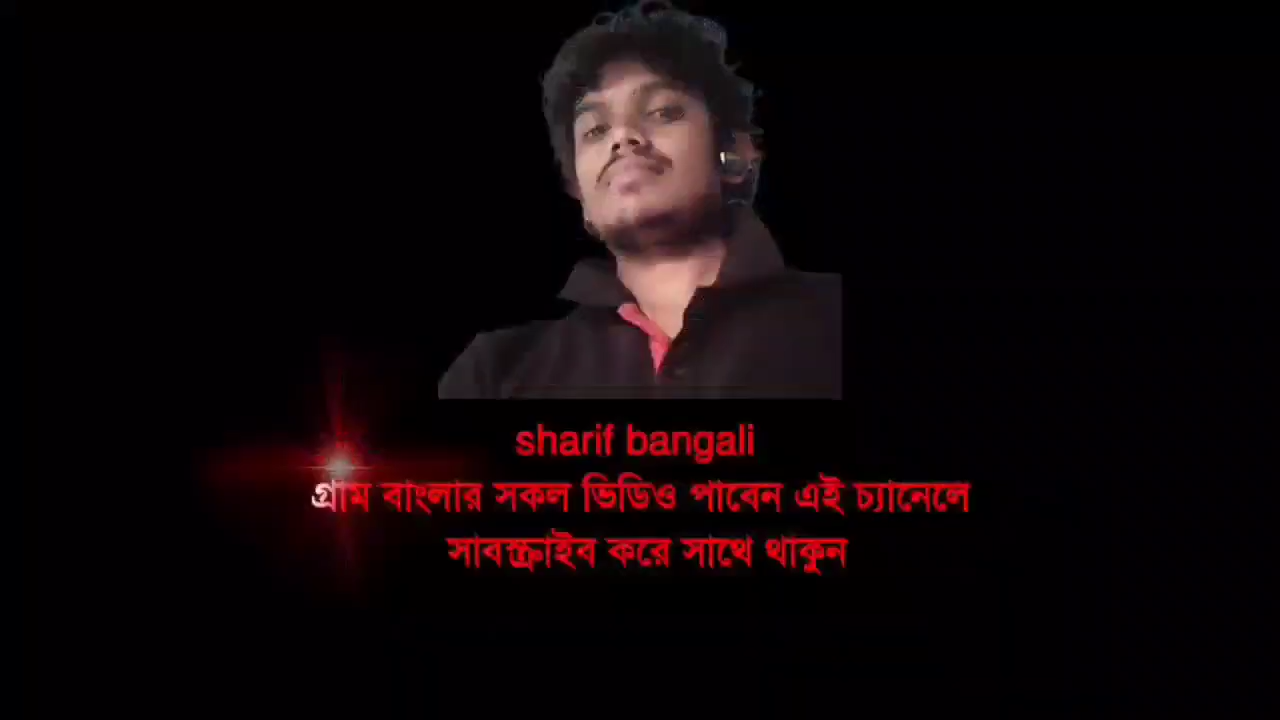 sharif bangali
গ্রাম বাংলার সকল ভিডিও পাবেন এই চ্যানেলে
সাবস্ক্রাইব করে সাথে থাকুন